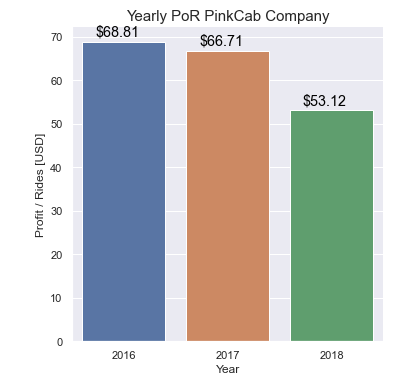 Yearly PoR PinkCab Company
$68.81
$66.71
$53.12
70
60
50
40
30
20
10
0
Profit / Rides [USD]
2016 2017 2018
Year